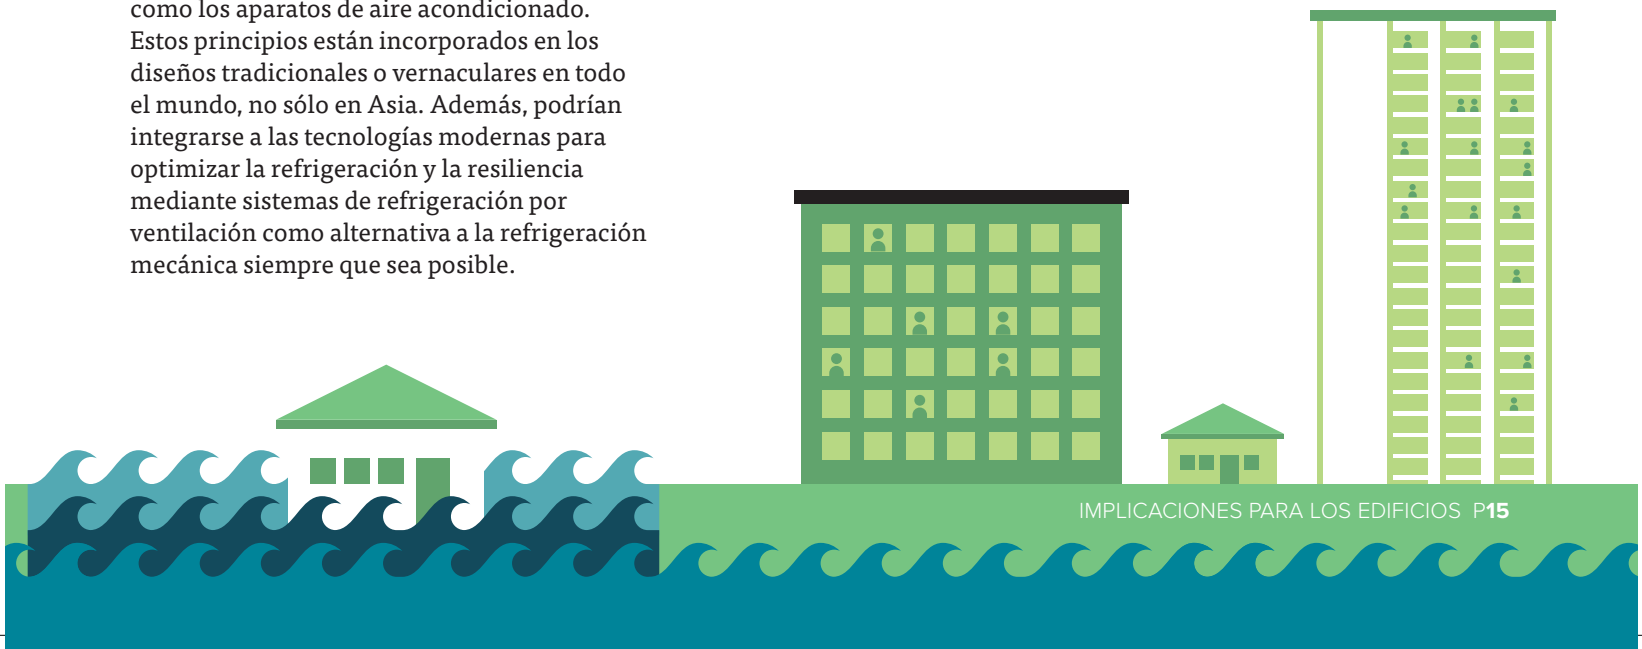 como los aparatos de aire acondicionado.
Estos principios están incorporados en los
diseños tradicionales o vernaculares en todo
el mundo, no sólo en Asia. Además, podrían
integrarse a las tecnologías modernas para
optimizar la refrigeración y la resiliencia
mediante sistemas de refrigeración por
ventilación como alternativa a la refrigeración
mecánica siempre que sea posible.
IMPLICACIONES PARA LOS EDIFICIOS P15